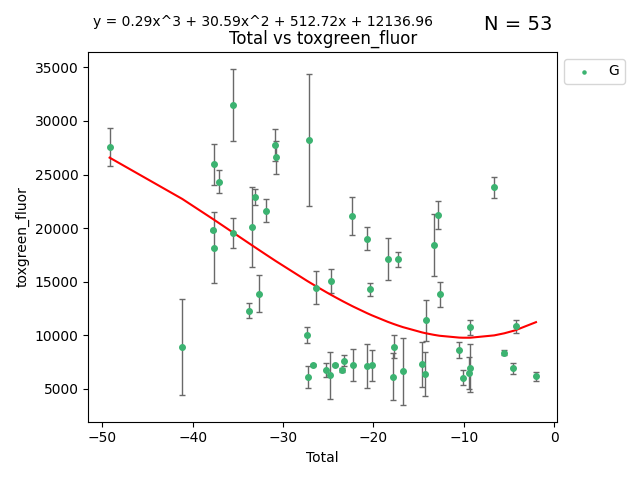 y = 0.29x^3 + 30.59x^2 + 512.72x + 12136.96
N = 53
Total vs toxgreen_fluor
G
35000
30000
25000
20000
15000
10000
5000
toxgreen_fluor
−50
−40
−30
−20
−10
0
Total